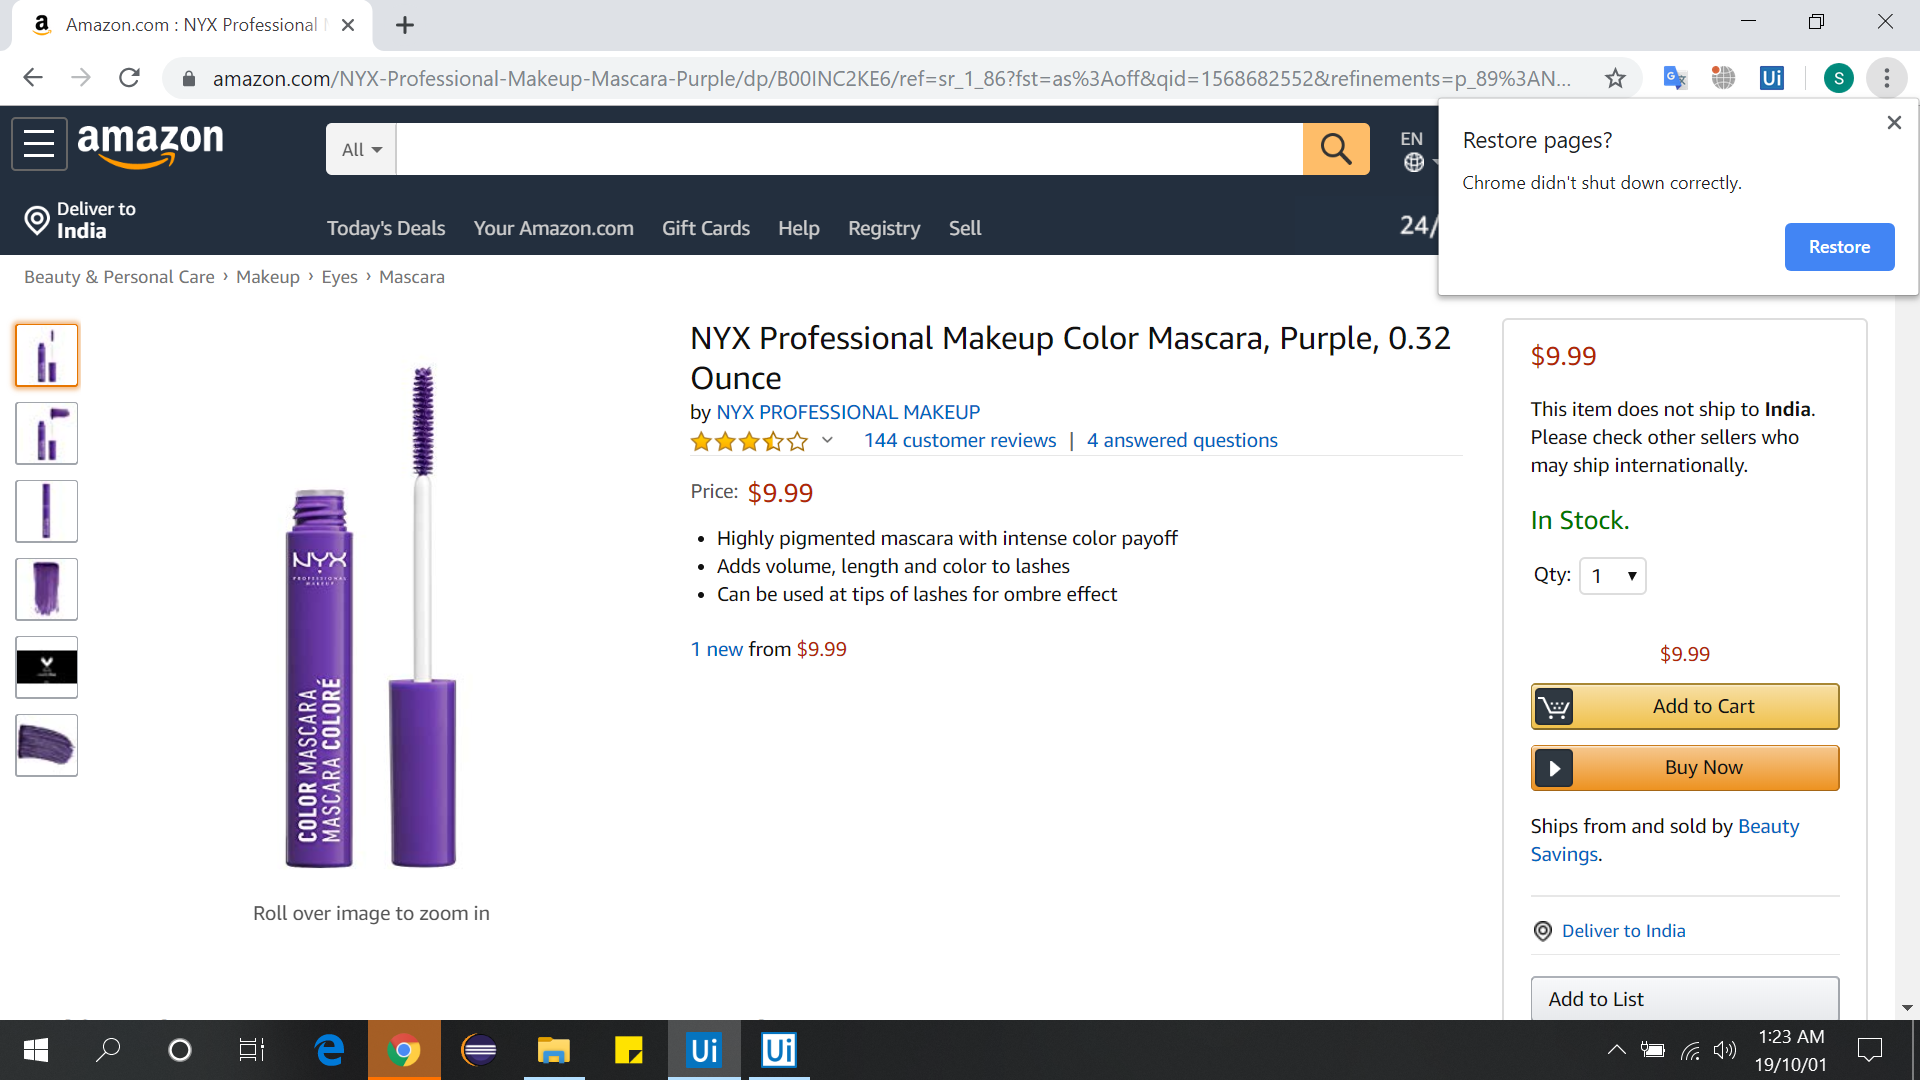 Amazon.com : NYX Professional
amazon.com/NYX-Professional-Makeup-Mascara-Purple/dp/B00INC2KE6/ref=sr_1_86?fst=as%3Aoff&qid=1568682552&refinements=p_89%3AN...
S
Restore pages?
Chrome didn't shut down correctly.
Restore
amazon
All
EN
Deliver to
India
Today's Deals
Your Amazon.com
Gift Cards
Help
Registry
Sell
24/
Beauty & Personal Care › Makeup › Eyes › Mascara
NYX
PROFESSIONAL
MAKEUP
COLOR MASCARA
MASCARA COLORÉ
Roll over image to zoom in
NYX Professional Makeup Color Mascara, Purple, 0.32
Ounce
by NYX PROFESSIONAL MAKEUP
144 customer reviews | 4 answered questions
Price: $9.99
• Highly pigmented mascara with intense color payoff
• Adds volume, length and color to lashes
• Can be used at tips of lashes for ombre effect
1 new from $9.99
$9.99
This item does not ship to India.
Please check other sellers who
may ship internationally.
In Stock.
Qty: 1
$9.99
Add to Cart
Buy Now
Ships from and sold by Beauty
Savings.
Deliver to India
Add to List
Ui
Ui
Ui
1:23 AM
19/10/01